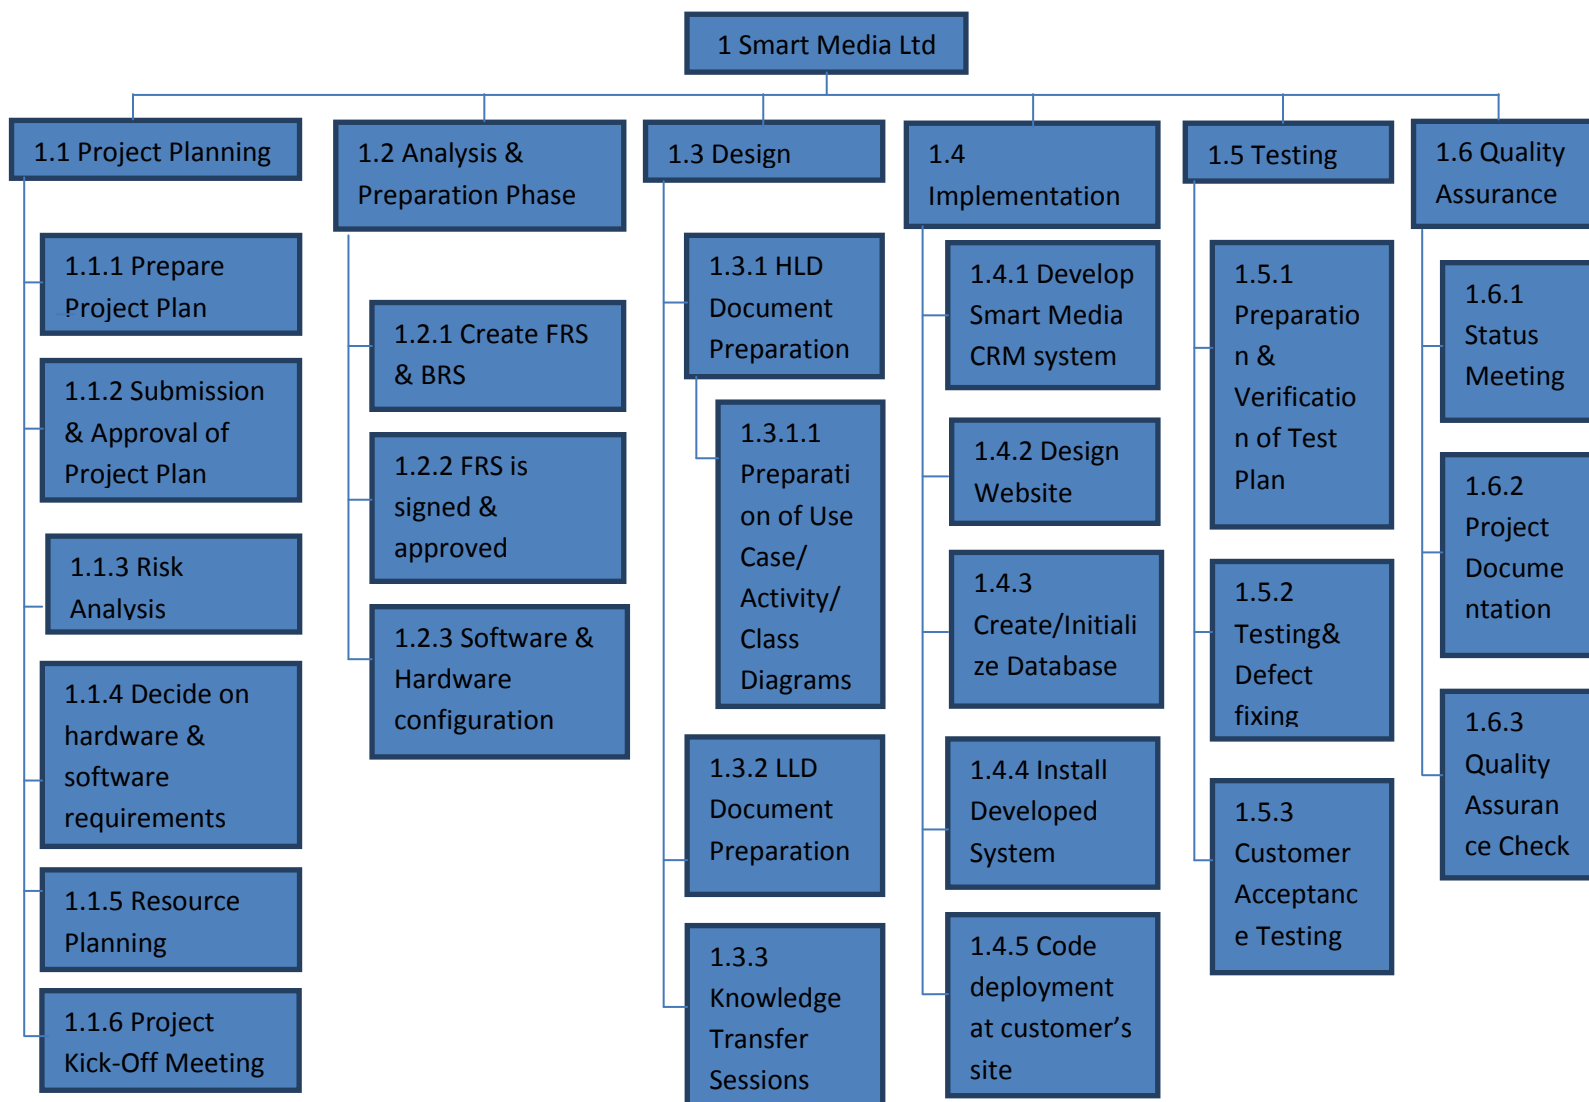 1 Smart Media Ltd
1.1 Project Planning
1.1.1 Prepare
Project Plan
1.1.2 Submission
& Approval of
Project Plan
1.1.3 Risk
Analysis
1.1.4 Decide on
hardware &
software
requirements
1.1.5 Resource
Planning
1.1.6 Project
Kick-Off Meeting
1.2 Analysis &
Preparation Phase
1.2.1 Create FRS
& BRS
1.2.2 FRS is
signed &
approved
1.2.3 Software &
Hardware
configuration
1.3 Design
1.3.1 HLD
Document
Preparation
1.3.1.1
Preparati
on of Use
Case/
Activity/
Class
Diagrams
1.3.2 LLD
Document
Preparation
1.3.3
Knowledge
Transfer
Sessions
1.4
Implementation
1.4.1 Develop
Smart Media
CRM system
1.4.2 Design
Website
1.4.3
Create/Initiali
ze Database
1.4.4 Install
Developed
System
1.4.5 Code
deployment
at customer’s
site
1.5 Testing
1.5.1
Preparatio
n &
Verificatio
n of Test
Plan
1.5.2
Testing&
Defect
fixing
1.5.3
Customer
Acceptanc
e Testing
1.6 Quality
Assurance
1.6.1
Status
Meeting
1.6.2
Project
Docume
ntation
1.6.3
Quality
Assuran
ce Check